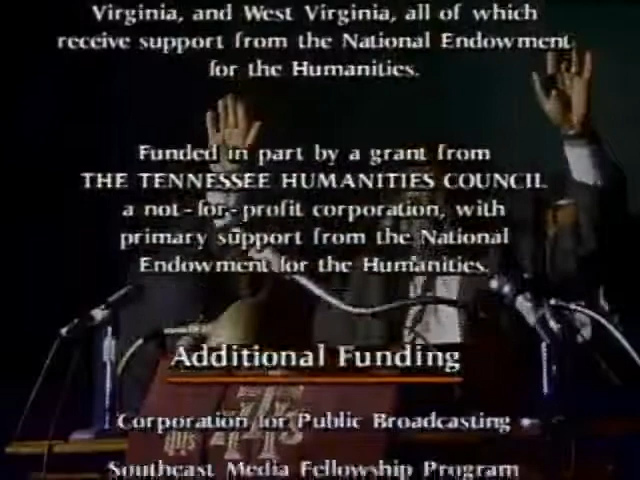 Virginia, and West Virginia, all of which
receive support from the National Endowment
for the Humanities.
Funded in part by a grant from
THE TENNESSEE HUMANITIES COUNCIL
a not-for-profit corporation, with
primary support from the National
Endowment for the Humanities.
Additional Funding
Corporation for Public Broadcasting
Southeast Media Fellowship Program